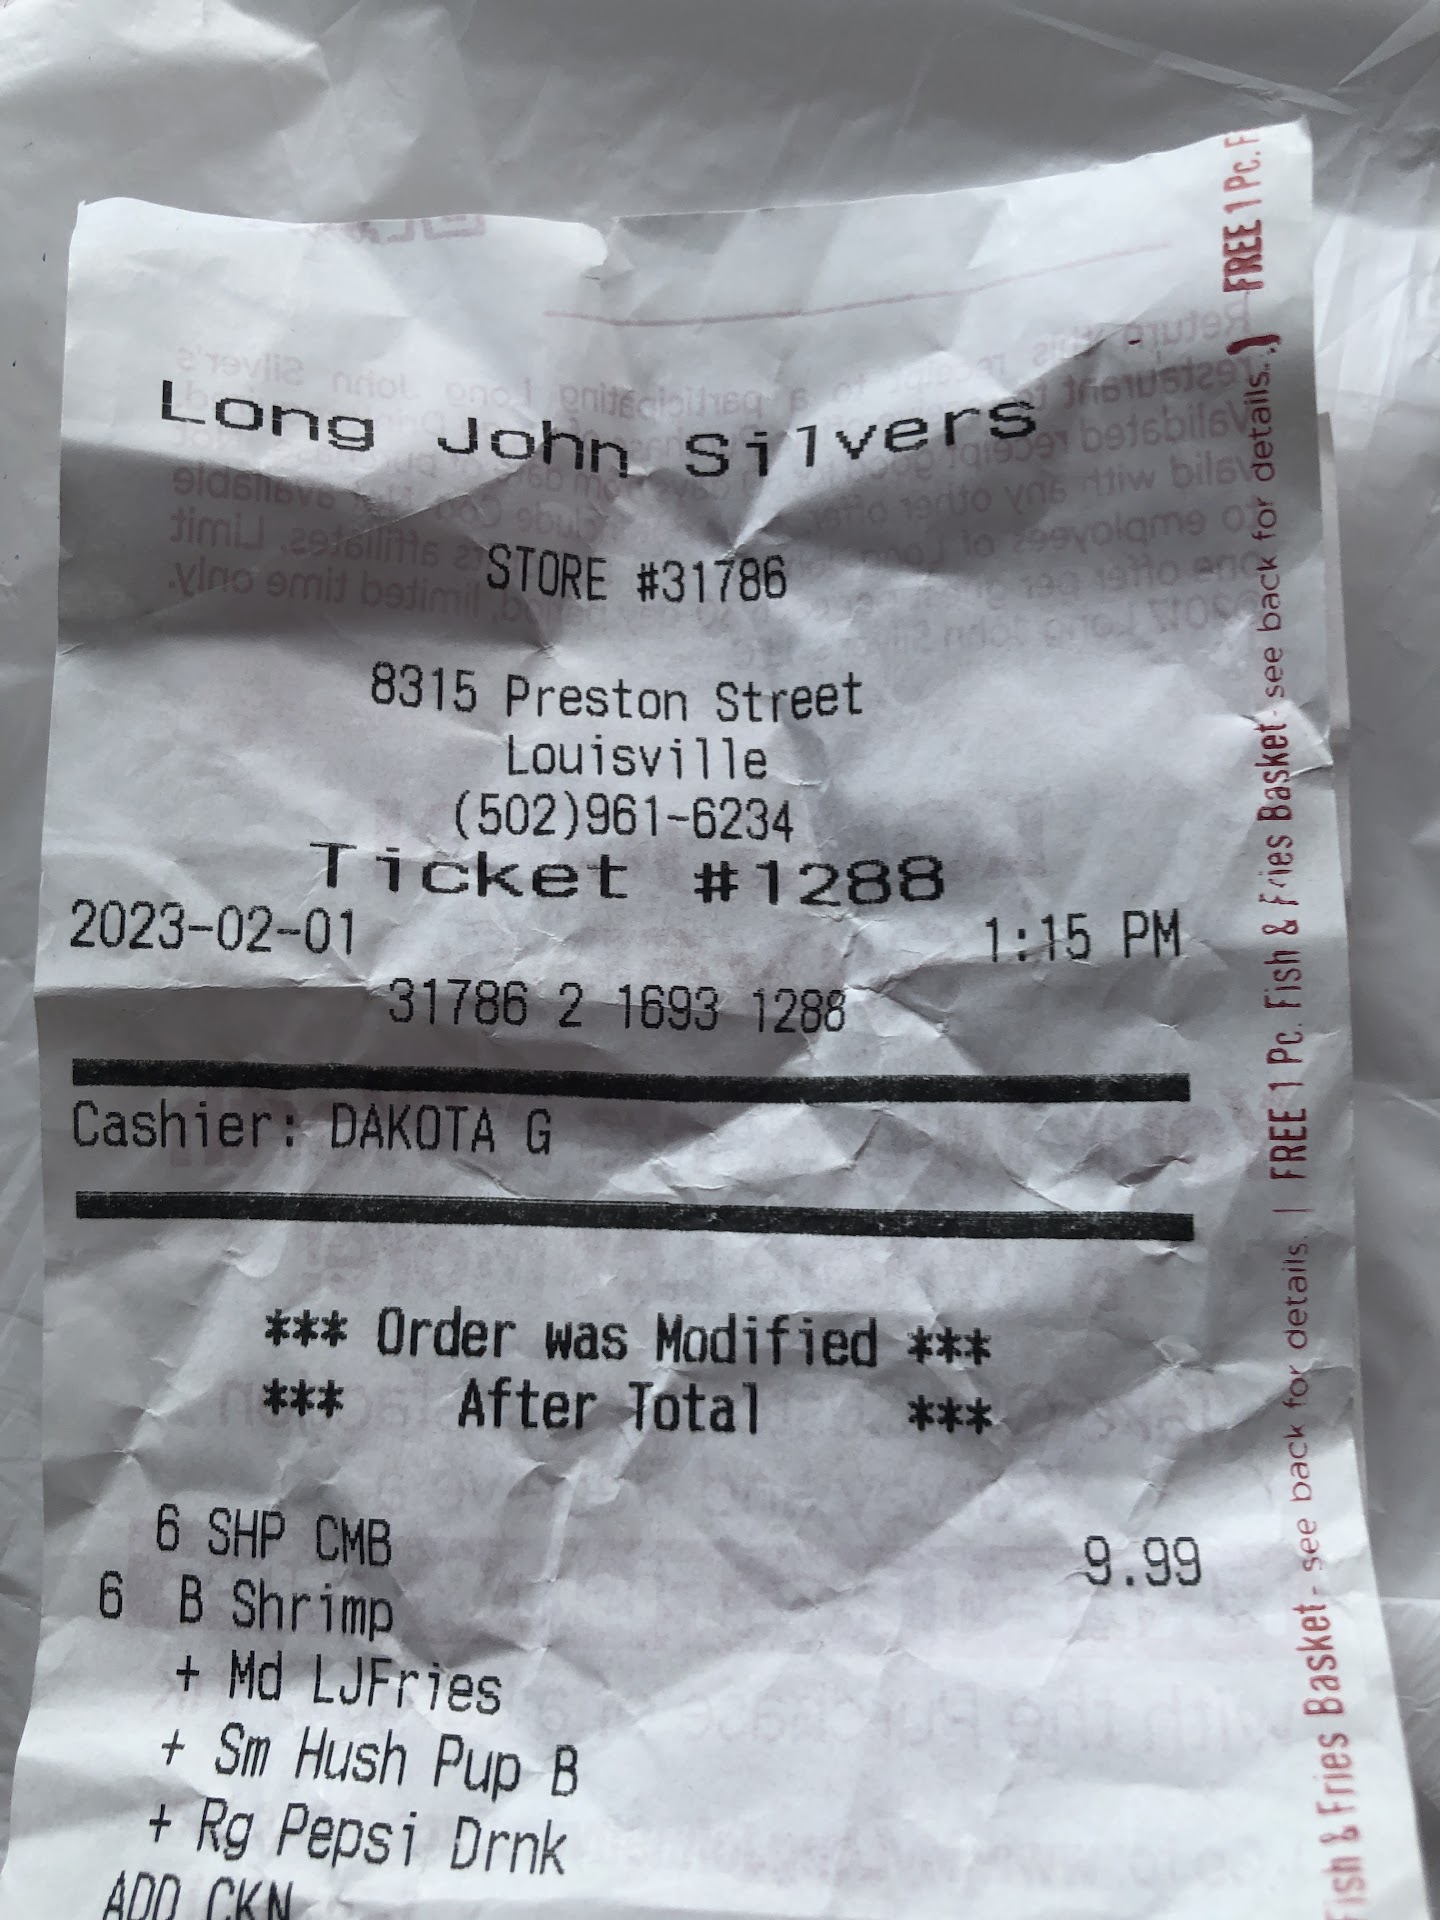 Long John Silvers
STORE #31786
8315 Preston Street
Louisville
(502)961-6234
Ticket #1288
2023-02-01 1:15 PM
31786 2 1693 1288
Cashier: DAKOTA G
*** Order was Modified ***
*** After Total ***
6 SHP CMB 9.99
6 B Shrimp
+ Md LJFries
+ Sm Hush Pup B
+ Rg Pepsi Drnk
ADD CKN
Fish & Fries Basket - see back for details. | FREE 1 Pc. Fish & Fries Basket - see back for details. | FREE 1 Pc. F